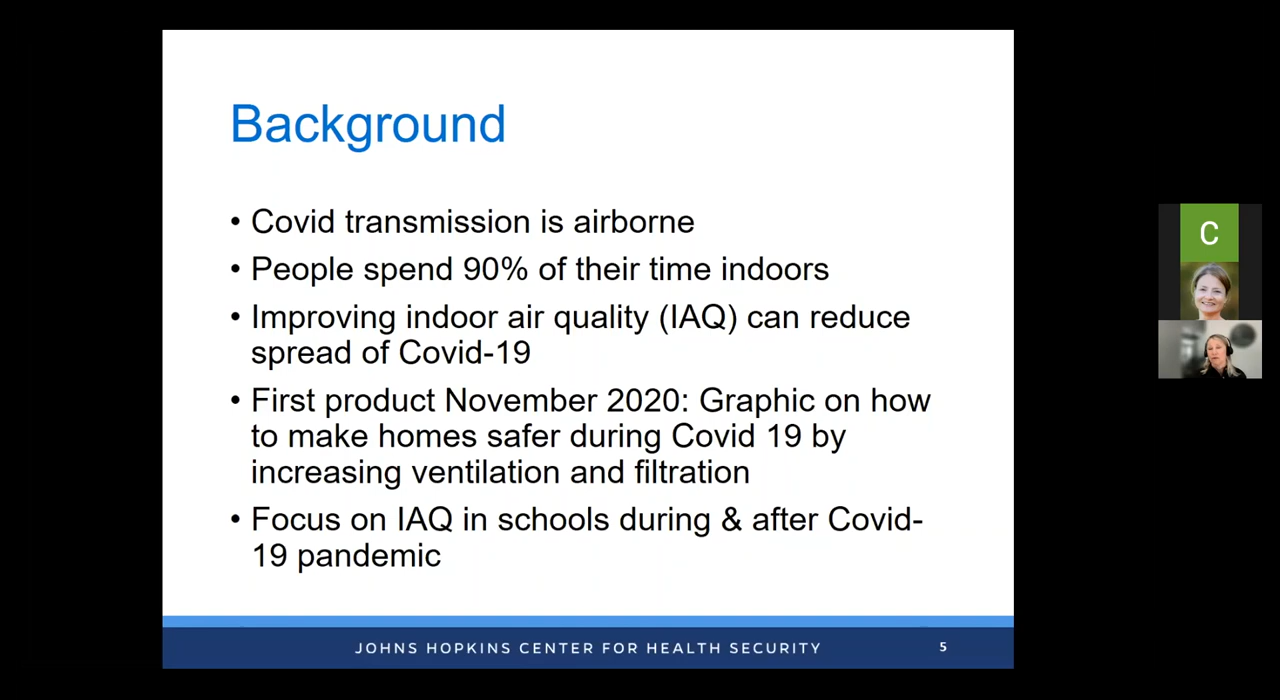 Background
• Covid transmission is airborne
• People spend 90% of their time indoors
• Improving indoor air quality (IAQ) can reduce
spread of Covid-19
• First product November 2020: Graphic on how
to make homes safer during Covid 19 by
increasing ventilation and filtration
• Focus on IAQ in schools during & after Covid-
19 pandemic
JOHNS HOPKINS CENTER FOR HEALTH SECURITY
5
C